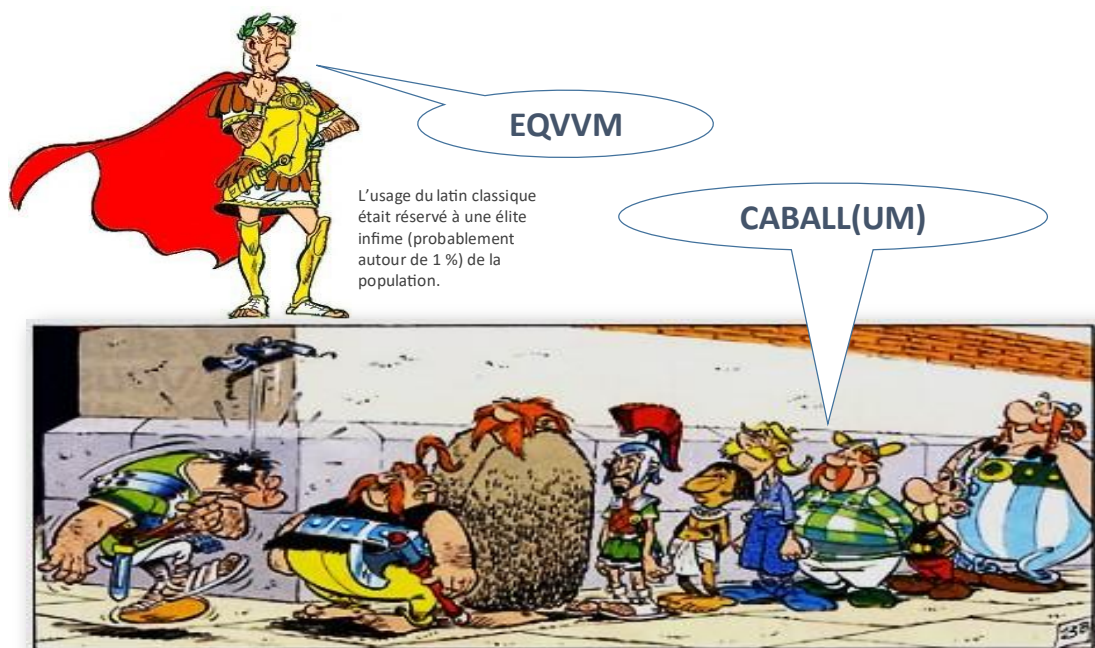 EQVVM
L'usage du latin classique
était réservé à une élite
infime (probablement
autour de 1 %) de la
population.
CABALL(UM)
23B